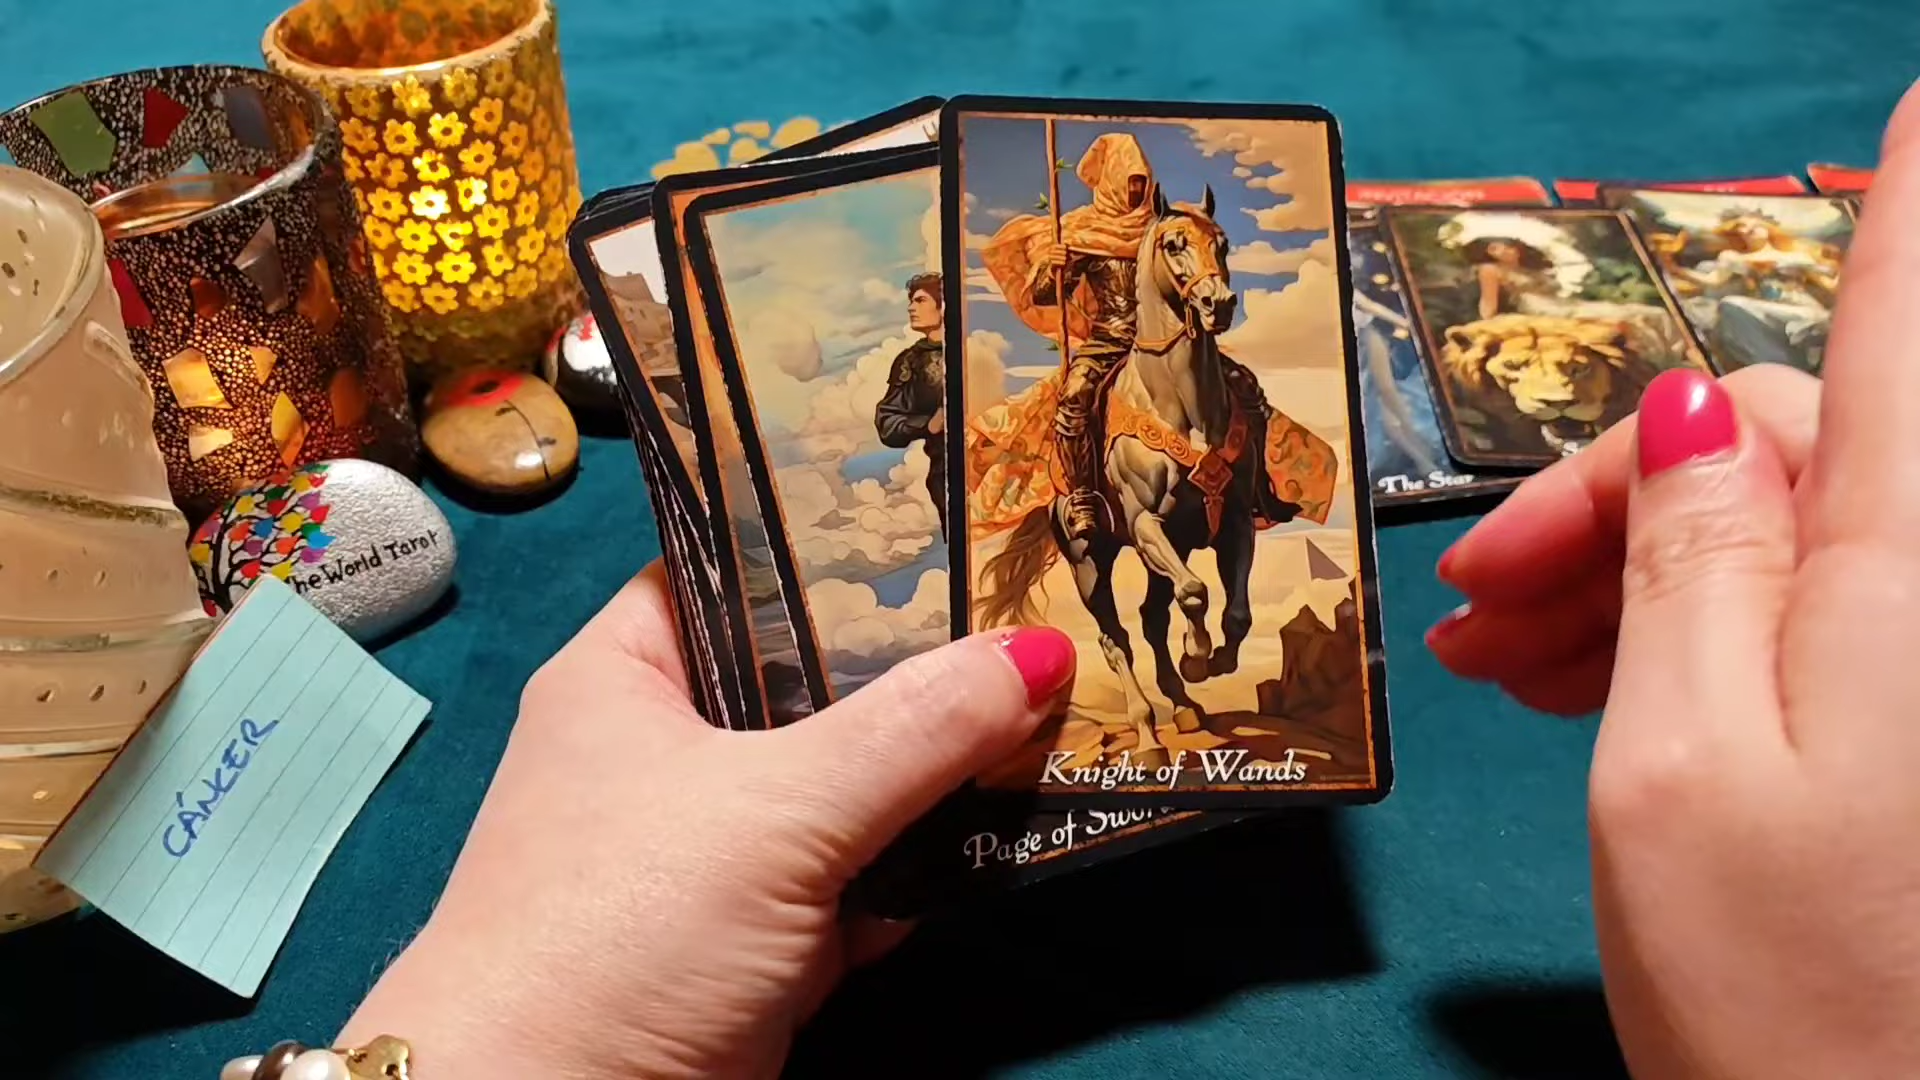 The Star
The World Tarot
CÁNCER
Knight of Wands
Page of Swor